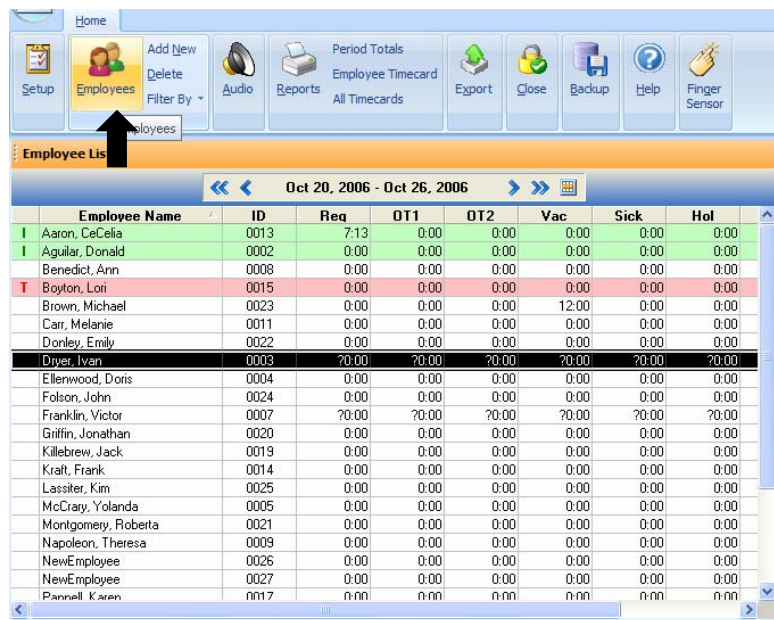 Home
Setup
Employees
Add New
Delete
Filter By
Audio
Reports
Period Totals
Employee Timecard
All Timecards
Export
Close
Backup
Help
Finger Sensor
Employee
Oct 20, 2006 - Oct 26, 2006
Employee Name ID Reg OT1 OT2 Vac Sick Hol
I Aaron, CeCelia 0013 7:13 0:00 0:00 0:00 0:00 0:00
I Aguilar, Donald 0002 0:00 0:00 0:00 0:00 0:00 0:00
Benedict, Ann 0008 0:00 0:00 0:00 0:00 0:00 0:00
T Boyton, Lori 0015 0:00 0:00 0:00 0:00 0:00 0:00
Brown, Michael 0023 0:00 0:00 0:00 12:00 0:00 0:00
Carr, Melanie 0011 0:00 0:00 0:00 0:00 0:00 0:00
Donley, Emily 0022 0:00 0:00 0:00 0:00 0:00 0:00
Dryer, Ivan 0003 ?0:00 ?0:00 ?0:00 ?0:00 ?0:00 ?0:00
Ellenwood, Doris 0004 0:00 0:00 0:00 0:00 0:00 0:00
Folson, John 0024 0:00 0:00 0:00 0:00 0:00 0:00
Franklin, Victor 0007 ?0:00 ?0:00 ?0:00 ?0:00 ?0:00 ?0:00
Griffin, Jonathan 0020 0:00 0:00 0:00 0:00 0:00 0:00
Killebrew, Jack 0019 0:00 0:00 0:00 0:00 0:00 0:00
Kraft, Frank 0014 0:00 0:00 0:00 0:00 0:00 0:00
Lassiter, Kim 0025 0:00 0:00 0:00 0:00 0:00 0:00
McCrary, Yolanda 0005 0:00 0:00 0:00 0:00 0:00 0:00
Montgomery, Roberta 0021 0:00 0:00 0:00 0:00 0:00 0:00
Napoleon, Theresa 0009 0:00 0:00 0:00 0:00 0:00 0:00
NewEmployee 0026 0:00 0:00 0:00 0:00 0:00 0:00
NewEmployee 0027 0:00 0:00 0:00 0:00 0:00 0:00
Pannell, Karen 0017 0:00 0:00 0:00 0:00 0:00 0:00